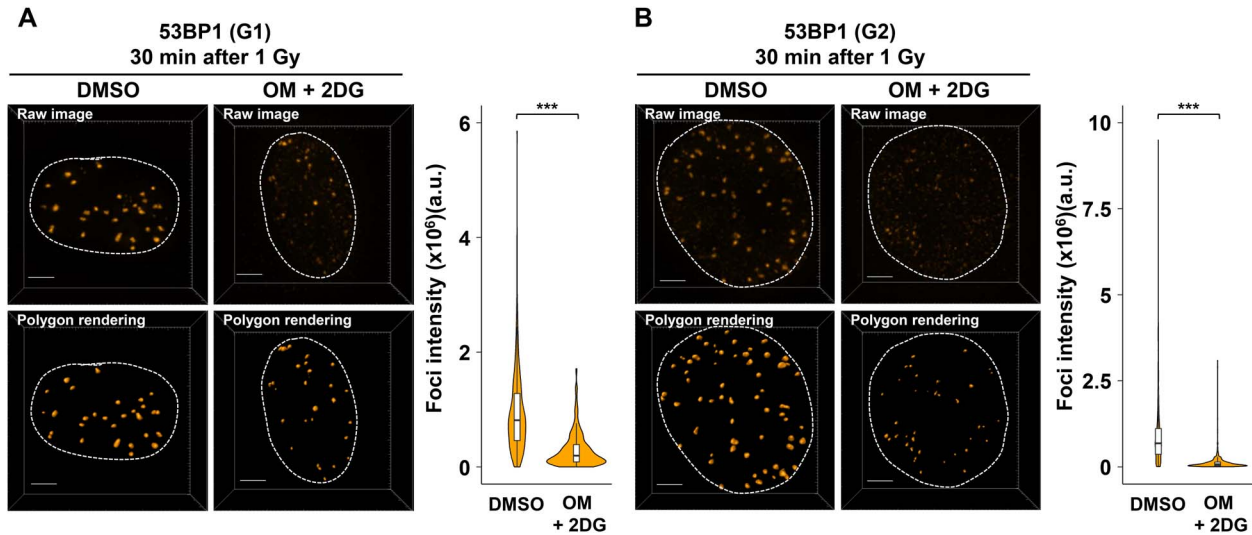 A
53BP1 (G1)
30 min after 1 Gy
DMSO
OM + 2DG
Raw image
Raw image
Polygon rendering
Polygon rendering
Foci intensity (x10⁶)(a.u.)
6
4
2
0
***
DMSO
OM
+ 2DG
B
53BP1 (G2)
30 min after 1 Gy
DMSO
OM + 2DG
Raw image
Raw image
Polygon rendering
Polygon rendering
Foci intensity (x10⁶)(a.u.)
10
7.5
5
2.5
0
***
DMSO
OM
+ 2DG